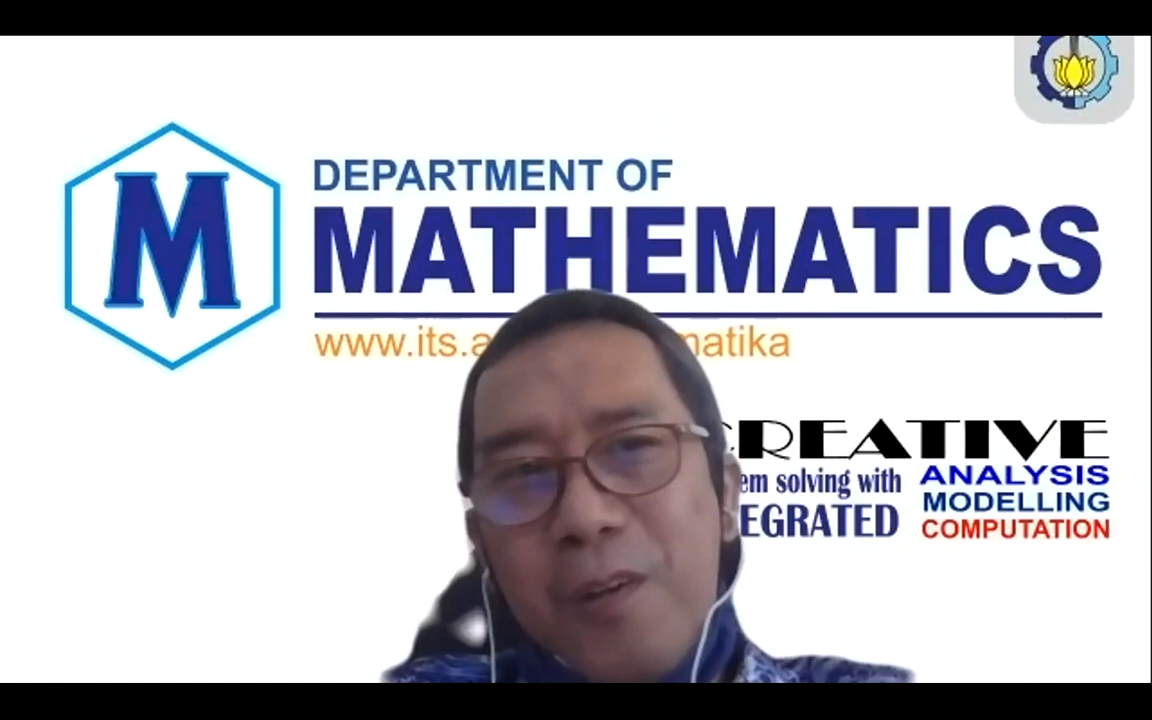 M
DEPARTMENT OF
MATHEMATICS
www.its.a
matika
CREATIVE
em solving with
EGRATED
ANALYSIS
MODELLING
COMPUTATION